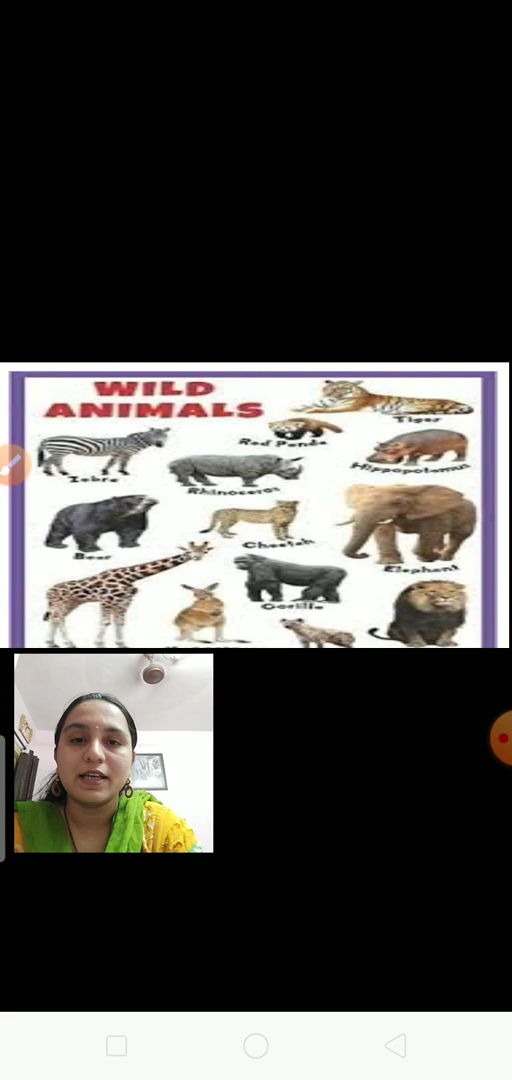 WILD
ANIMALS
Tiger
Red Panda
Hippopotamus
Zebra
Rhinoceros
Bear
Cheetah
Elephant
Gorilla